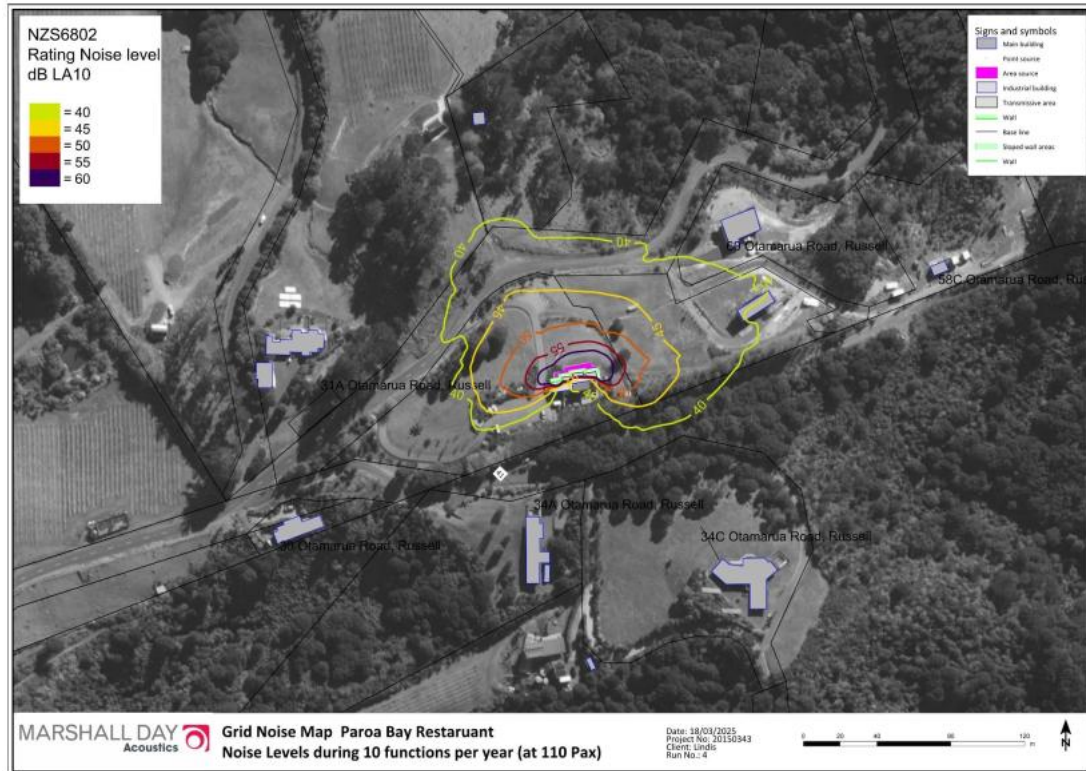 NZS6802
Rating Noise level
dB LA10
= 40
= 45
= 50
= 55
= 60
Signs and symbols
Main building
Point source
Area source
Industrial building
Transmissive area
Wall
Base line
Sloped wall areas
Wall
40
40
45
45
50
55
40
40
69 Otamarua Road, Russell
58C Otamarua Road, Ru
31A Otamarua Road, Russell
34A Otamarua Road, Russell
30 Otamarua Road, Russell
34C Otamarua Road, Russell
MARSHALL DAY
Acoustics
Grid Noise Map Paroa Bay Restaruant
Noise Levels during 10 functions per year (at 110 Pax)
Date: 18/03/2025
Project No: 20150343
Client: Lindis
Run No.: 4
0 20 40 60 80 120
m
N